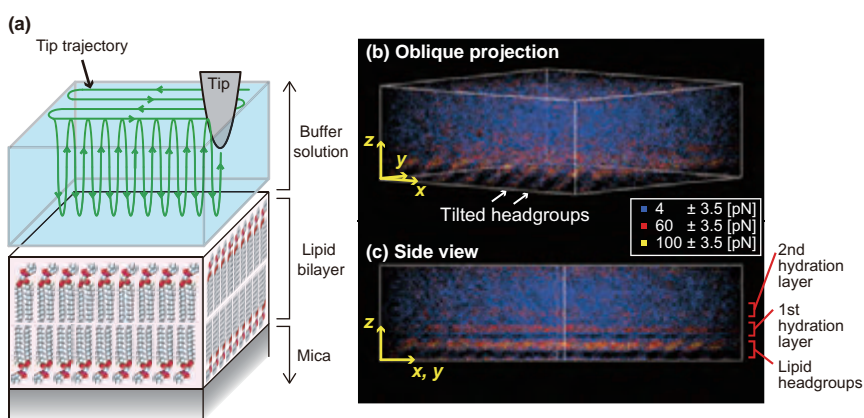 (a)
Tip trajectory
Tip
Buffer
solution
Lipid
bilayer
Mica
(b) Oblique projection
z
y
x
Tilted headgroups
4 ± 3.5 [pN]
60 ± 3.5 [pN]
100 ± 3.5 [pN]
(c) Side view
z
x, y
2nd
hydration
layer
1st
hydration
layer
Lipid
headgroups